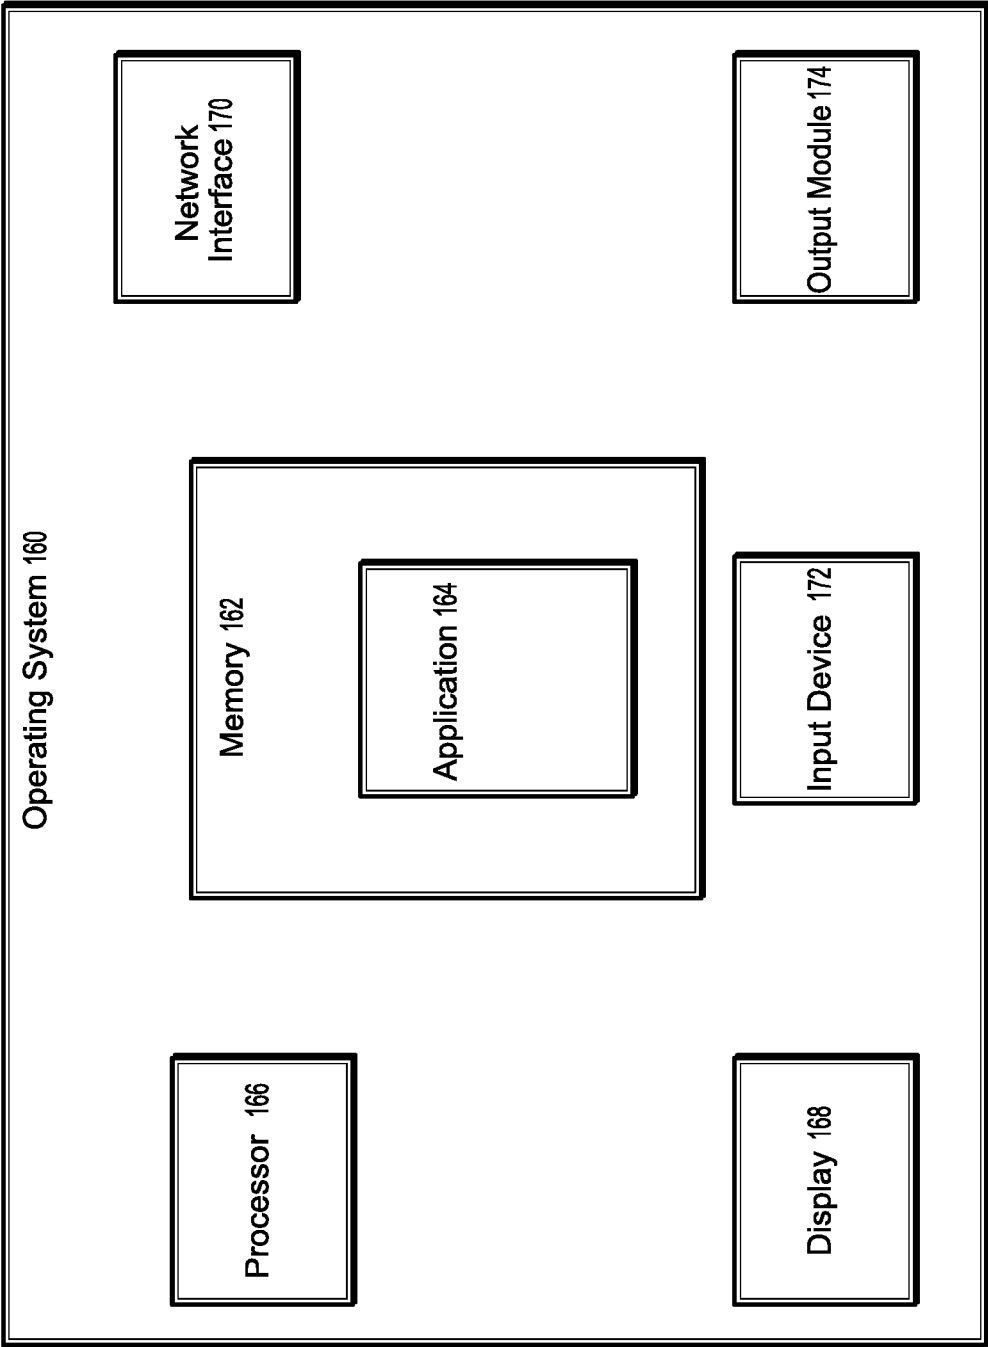 Operating System 160
Processor 166
Memory 162
Application 164
Network
Interface 170
Display 168
Input Device 172
Output Module 174